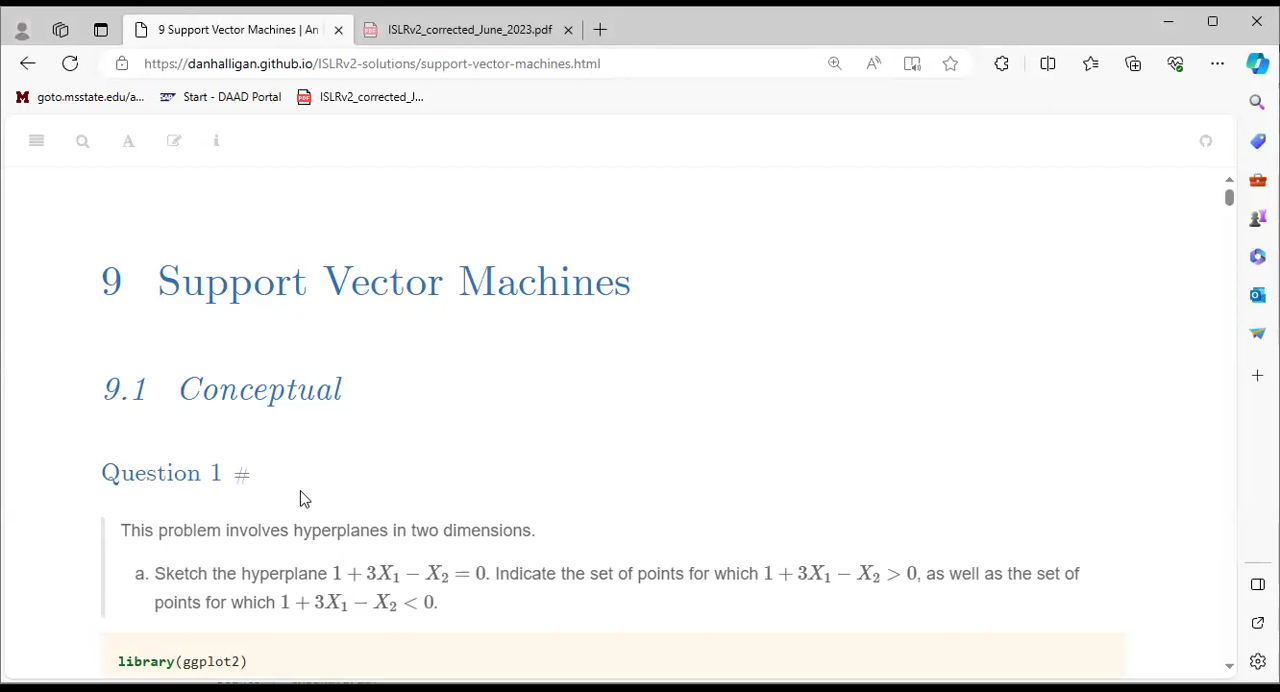 9 Support Vector Machines | An
ISLRv2_corrected_June_2023.pdf
https://danhalligan.github.io/ISLRv2-solutions/support-vector-machines.html
goto.msstate.edu/a...
Start - DAAD Portal
ISLRv2_corrected_J...
9 Support Vector Machines
9.1 Conceptual
Question 1 #
This problem involves hyperplanes in two dimensions.
a. Sketch the hyperplane 1 + 3X₁ − X₂ = 0. Indicate the set of points for which 1 + 3X₁ − X₂ > 0, as well as the set of
points for which 1 + 3X₁ − X₂ < 0.
library(ggplot2)